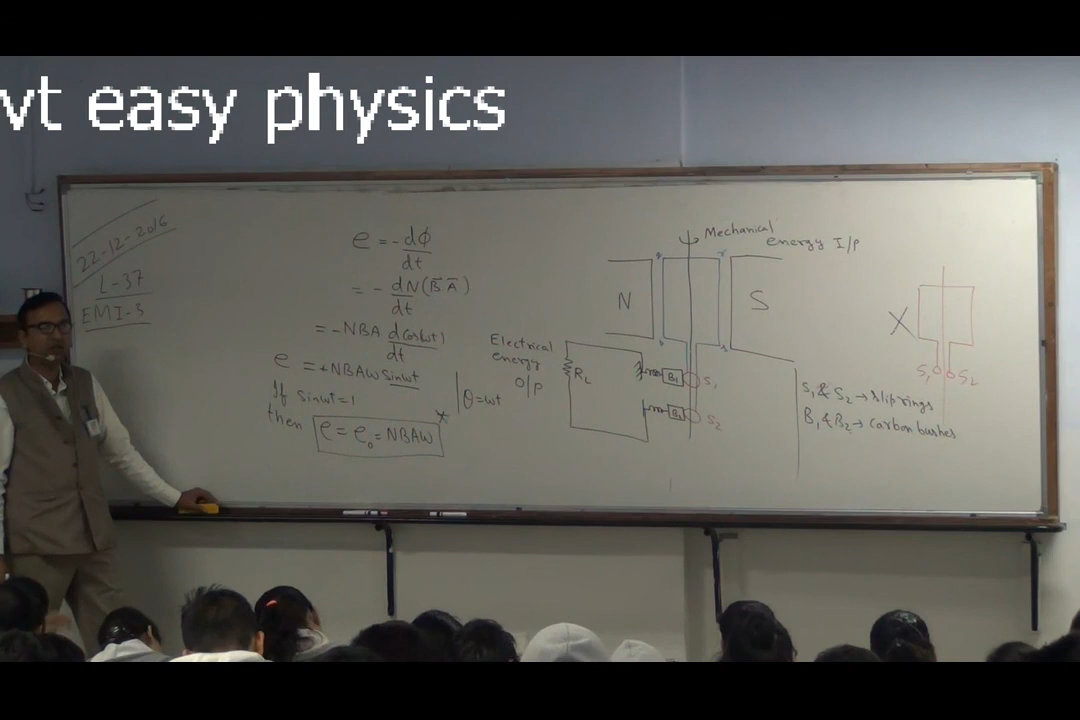 vt easy physics
22-12-2016
L-37
EMI-3
e = - dφ/dt
= - dN(B⃗.A⃗)/dt
= -NBA d(cosωt)/dt
e = +NBAω sinωt
If sinωt = 1
then e = e₀ = NBAω
θ = ωt
Mechanical
energy I/p
N
S
Electrical
energy
O/p
R_L
B₁
S₁
B₂
S₂
X
S₁
S₂
S₁ & S₂ → slip rings
B₁ & B₂ → Carbon bushes